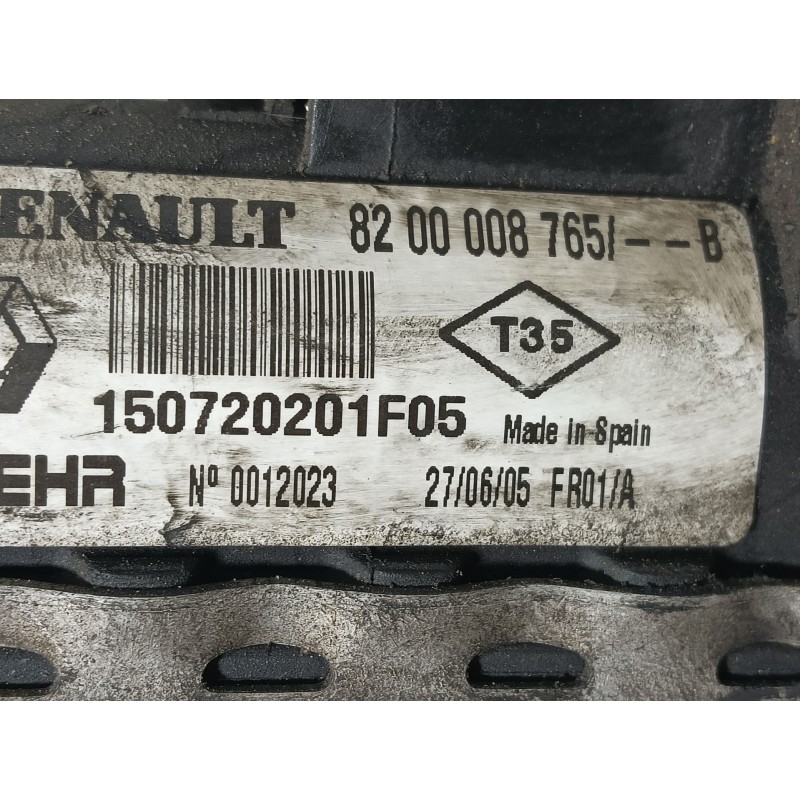 RENAULT 82 00 008 765/--B
T35
150720201F05 Made in Spain
BEHR Nº 0012023 27/06/05 FR01/A